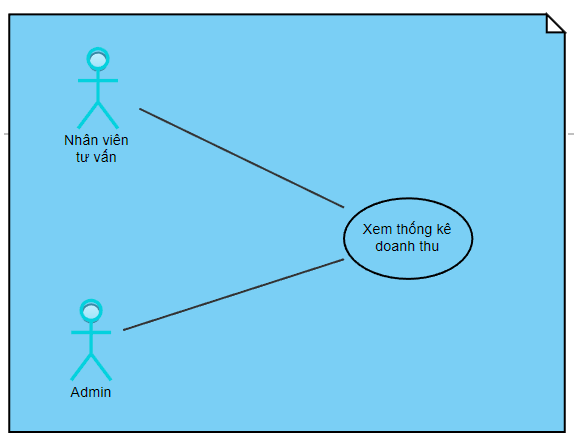 Nhân viên
tư vấn
Xem thống kê
doanh thu
Admin